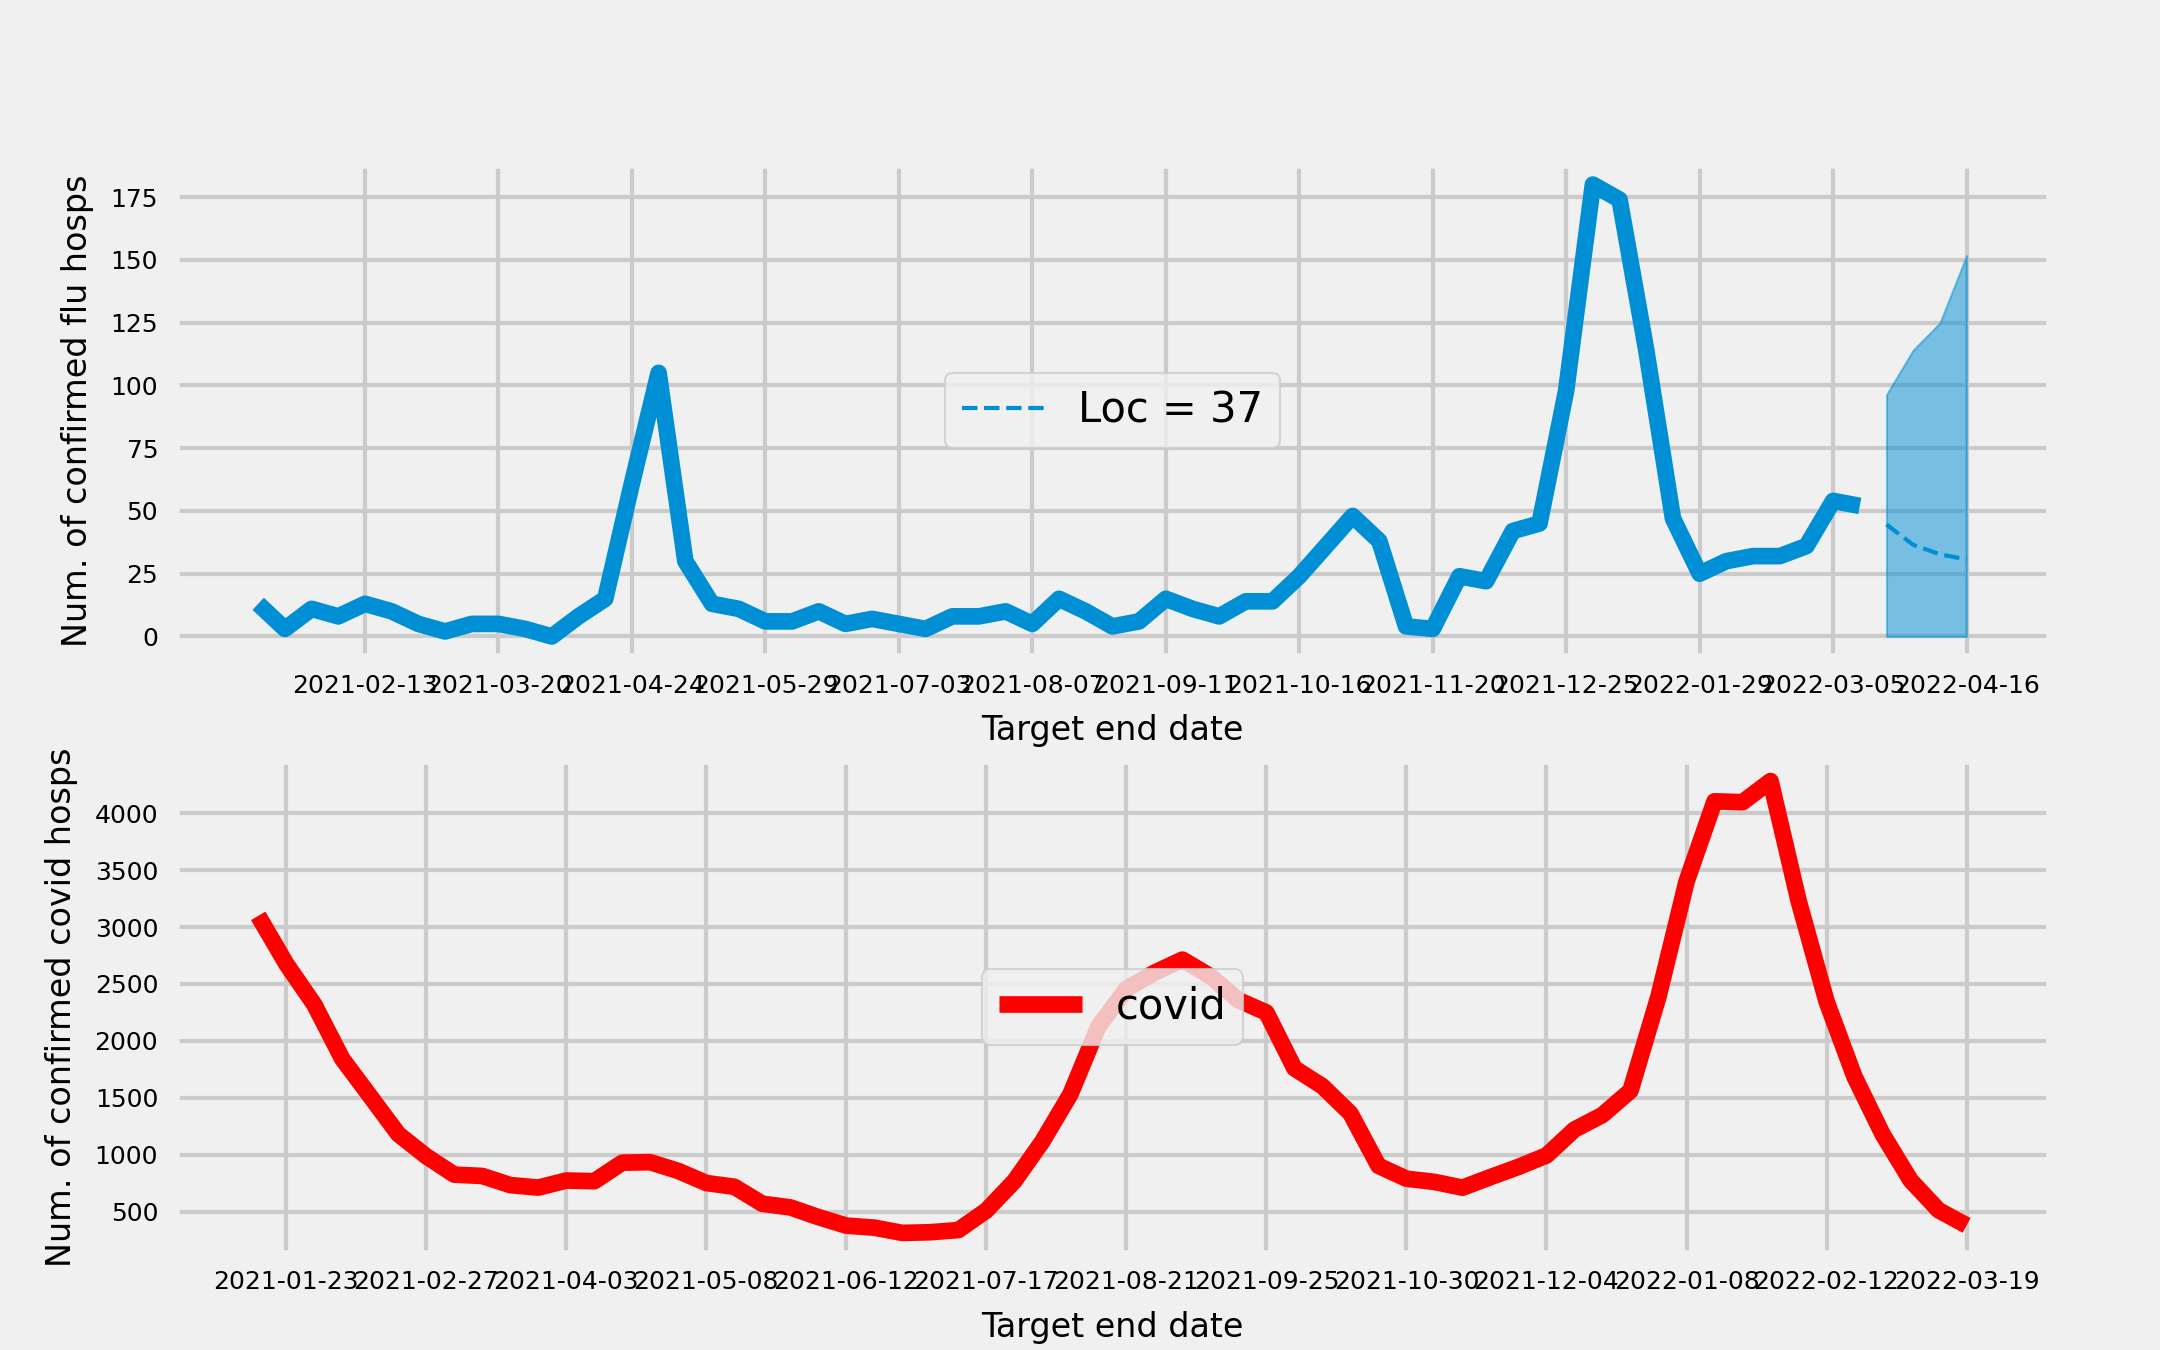 Num. of confirmed flu hosps
175
150
125
100
75
50
25
0
Loc = 37
2021-02-13 2021-03-20 2021-04-24 2021-05-29 2021-07-03 2021-08-07 2021-09-11 2021-10-16 2021-11-20 2021-12-25 2022-01-29 2022-03-05 2022-04-16
Target end date
Num. of confirmed covid hosps
4000
3500
3000
2500
2000
1500
1000
500
covid
2021-01-23 2021-02-27 2021-04-03 2021-05-08 2021-06-12 2021-07-17 2021-08-21 2021-09-25 2021-10-30 2021-12-04 2022-01-08 2022-02-12 2022-03-19
Target end date